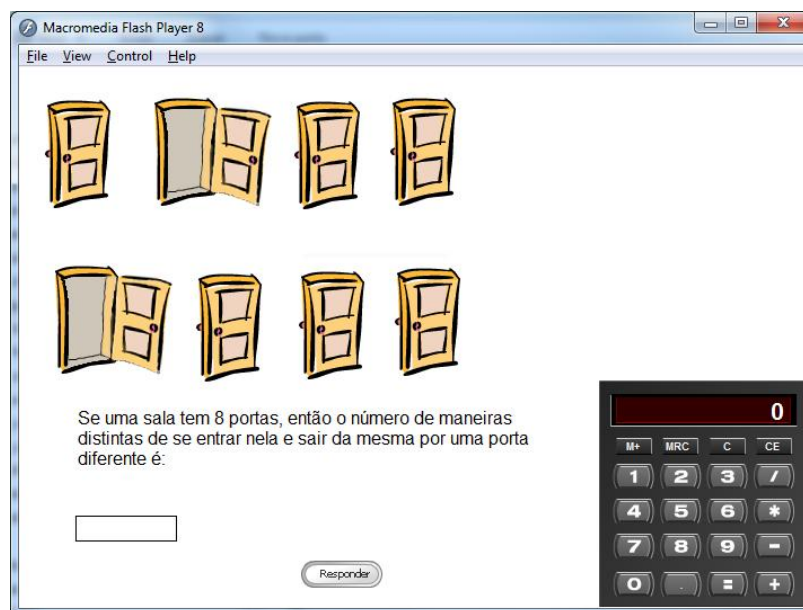 Macromedia Flash Player 8
File View Control Help
Se uma sala tem 8 portas, então o número de maneiras
distintas de se entrar nela e sair da mesma por uma porta
diferente é:
Responder
0
M+ MRC C CE
1 2 3 /
4 5 6 *
7 8 9 -
0 . = +